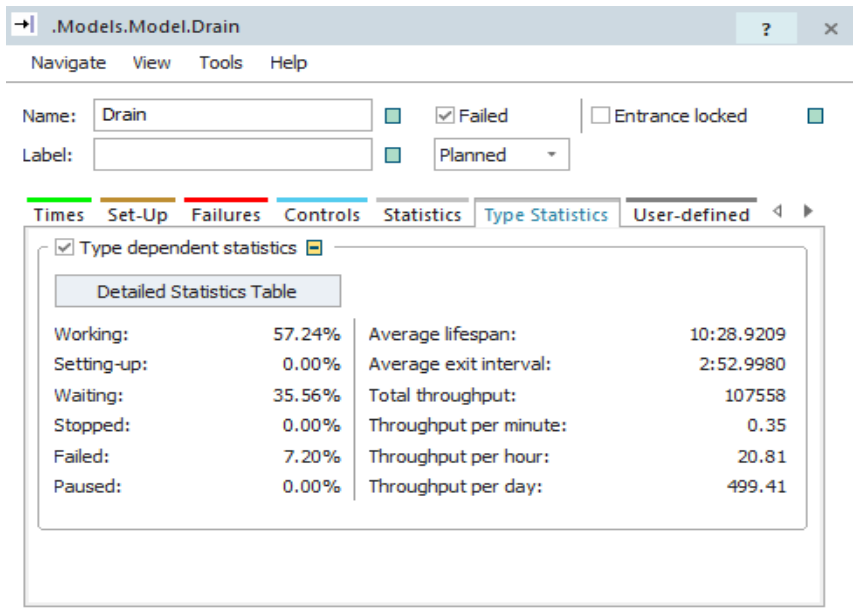 .Models.Model.Drain ?
Navigate View Tools Help
Name: Drain Failed Entrance locked
Label: Planned
Times Set-Up Failures Controls Statistics Type Statistics User-defined
Type dependent statistics
Detailed Statistics Table
Working: 57.24% Average lifespan: 10:28.9209
Setting-up: 0.00% Average exit interval: 2:52.9980
Waiting: 35.56% Total throughput: 107558
Stopped: 0.00% Throughput per minute: 0.35
Failed: 7.20% Throughput per hour: 20.81
Paused: 0.00% Throughput per day: 499.41